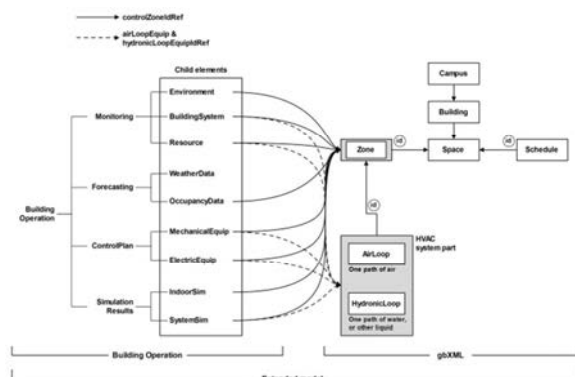 controlZoneIdRef
airLoopEquip &
hydronicLoopEquipIdRef
Child elements
Building
Operation
Monitoring
Forecasting
ControlPlan
Simulation
Results
Environment
BuildingSystem
Resource
WeatherData
OccupancyData
MechanicalEquip
ElectricEquip
IndoorSim
SystemSim
Campus
Building
Zone
id
Space
id
Schedule
id
HVAC
system part
AirLoop
One path of air
HydronicLoop
One path of water,
or other liquid
Building Operation
gbXML
Extended model